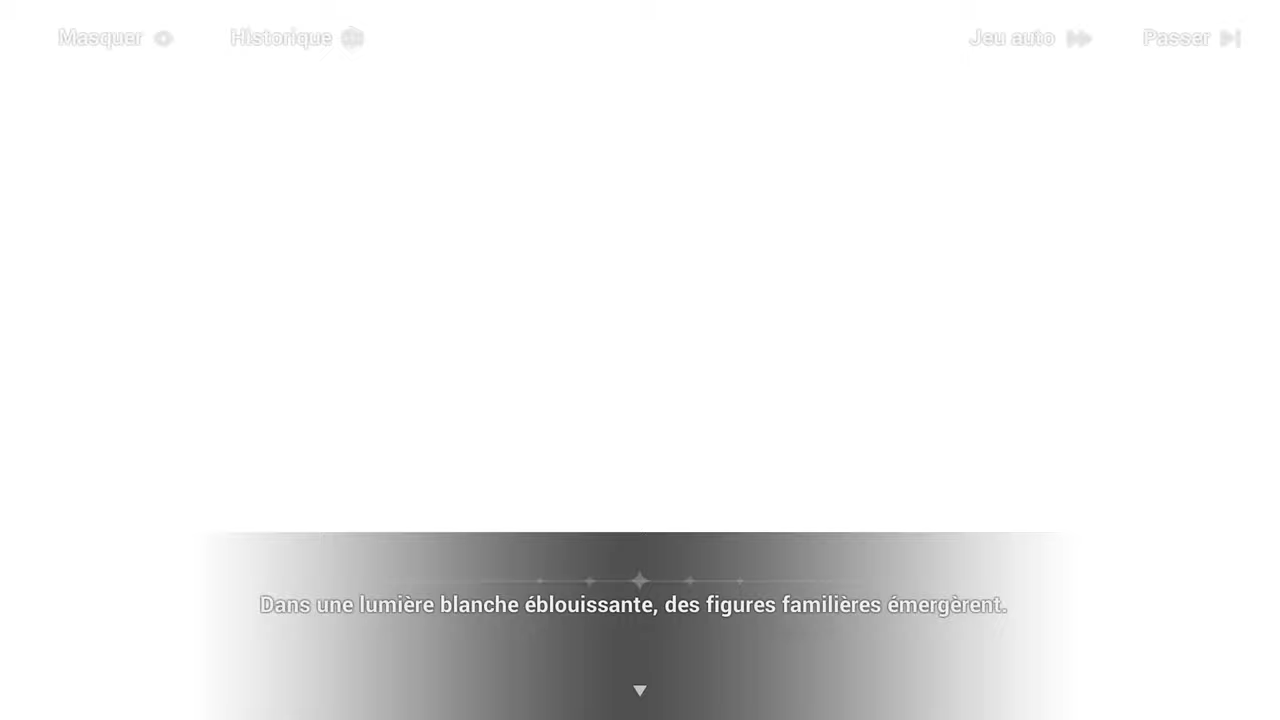 Masquer
Historique
Jeu auto
Passer
Dans une lumière blanche éblouissante, des figures familières émergèrent.